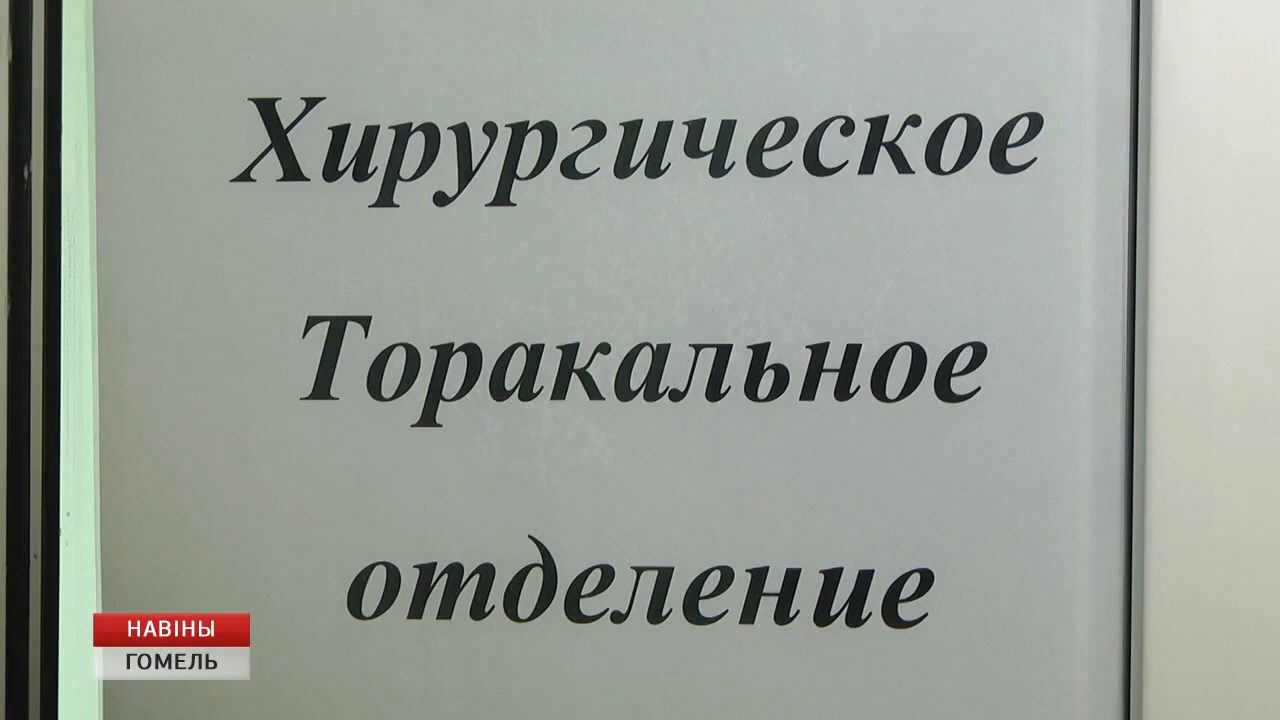 Хирургическое
Торакальное
отделение
НАВІНЫ
ГОМЕЛЬ